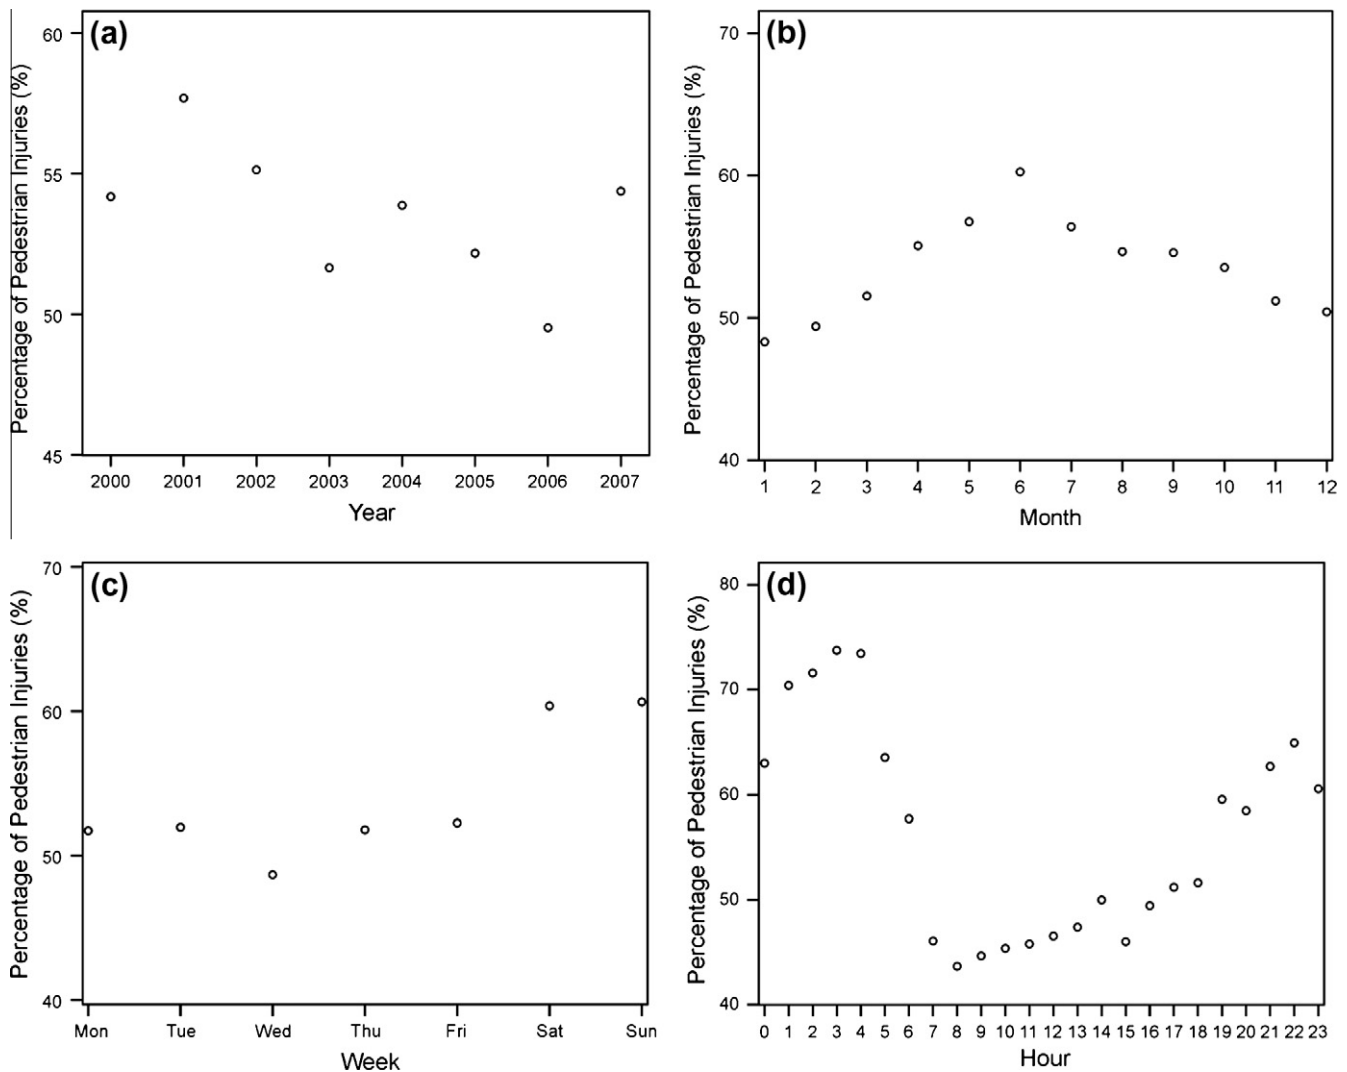 (a)
Percentage of Pedestrian Injuries (%)
60
55
50
45
2000 2001 2002 2003 2004 2005 2006 2007
Year
(b)
Percentage of Pedestrian Injuries (%)
70
60
50
40
1 2 3 4 5 6 7 8 9 10 11 12
Month
(c)
Percentage of Pedestrian Injuries (%)
70
60
50
40
Mon Tue Wed Thu Fri Sat Sun
Week
(d)
Percentage of Pedestrian Injuries (%)
80
70
60
50
40
0 1 2 3 4 5 6 7 8 9 10 11 12 13 14 15 16 17 18 19 20 21 22 23
Hour